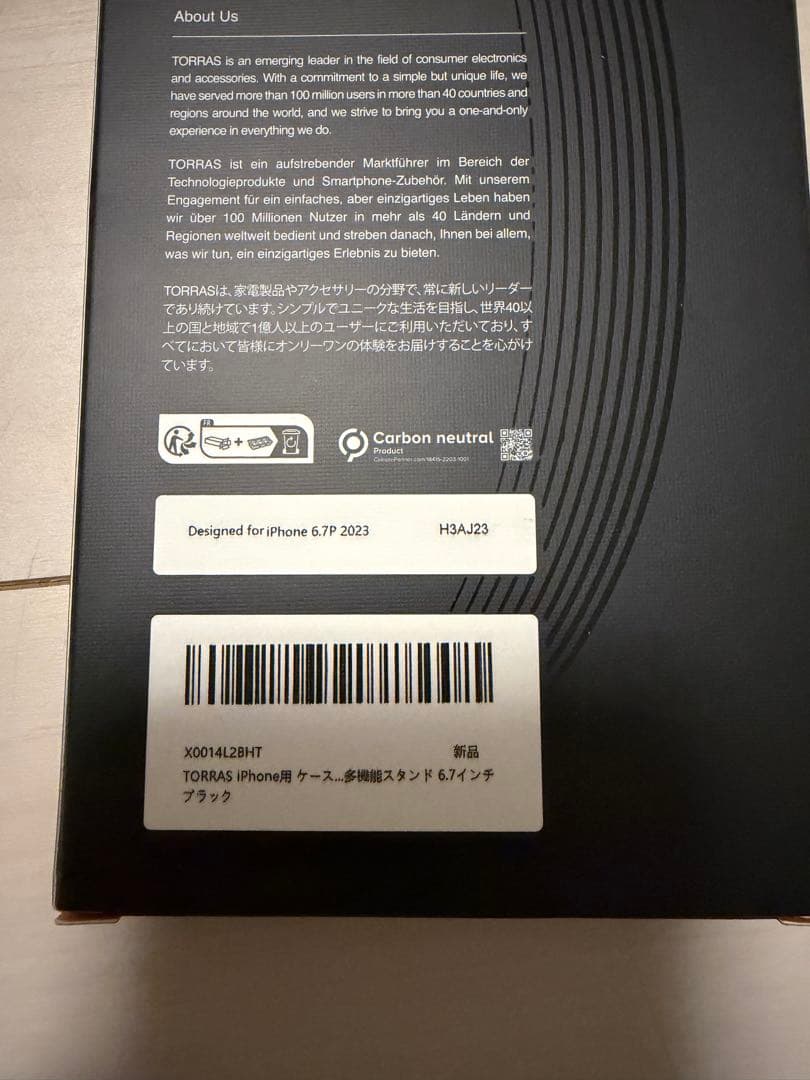 About Us
TORRAS is an emerging leader in the field of consumer electronics
and accessories. With a commitment to a simple but unique life, we
have served more than 100 million users in more than 40 countries and
regions around the world, and we strive to bring you a one-and-only
experience in everything we do.
TORRAS ist ein aufstrebender Marktführer im Bereich der
Technologieprodukte und Smartphone-Zubehör. Mit unserem
Engagement für ein einfaches, aber einzigartiges Leben haben
wir über 100 Millionen Nutzer in mehr als 40 Ländern und
Regionen weltweit bedient und streben danach, Ihnen bei allem,
was wir tun, ein einzigartiges Erlebnis zu bieten.
TORRASは、家電製品やアクセサリーの分野で、常に新しいリーダー
であり続けています。シンプルでユニークな生活を目指し、世界40以
上の国と地域で1億人以上のユーザーにご利用いただいており、す
べてにおいて皆様にオンリーワンの体験をお届けすることを心がけ
ています。
FR
+
Carbon neutral
Product
Designed for iPhone 6.7P 2023 H3AJ23
X0014L2BHT 新品
TORRAS iPhone用 ケース...多機能スタンド 6.7インチ
ブラック